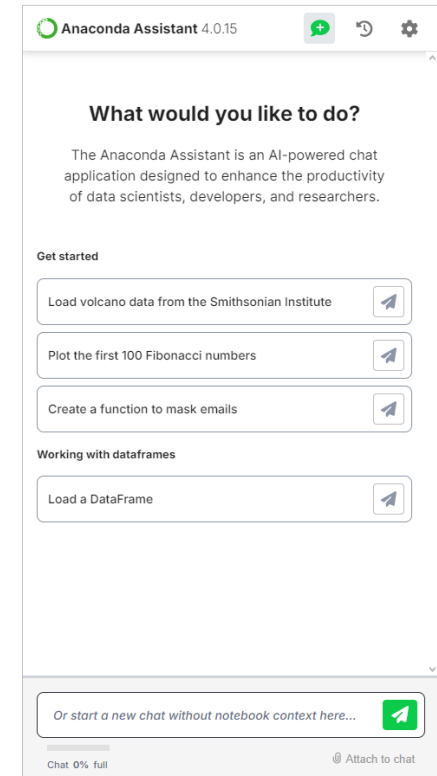 Anaconda Assistant 4.0.15
What would you like to do?
The Anaconda Assistant is an AI-powered chat
application designed to enhance the productivity
of data scientists, developers, and researchers.
Get started
Load volcano data from the Smithsonian Institute
Plot the first 100 Fibonacci numbers
Create a function to mask emails
Working with dataframes
Load a DataFrame
Or start a new chat without notebook context here...
Chat 0% full
Attach to chat